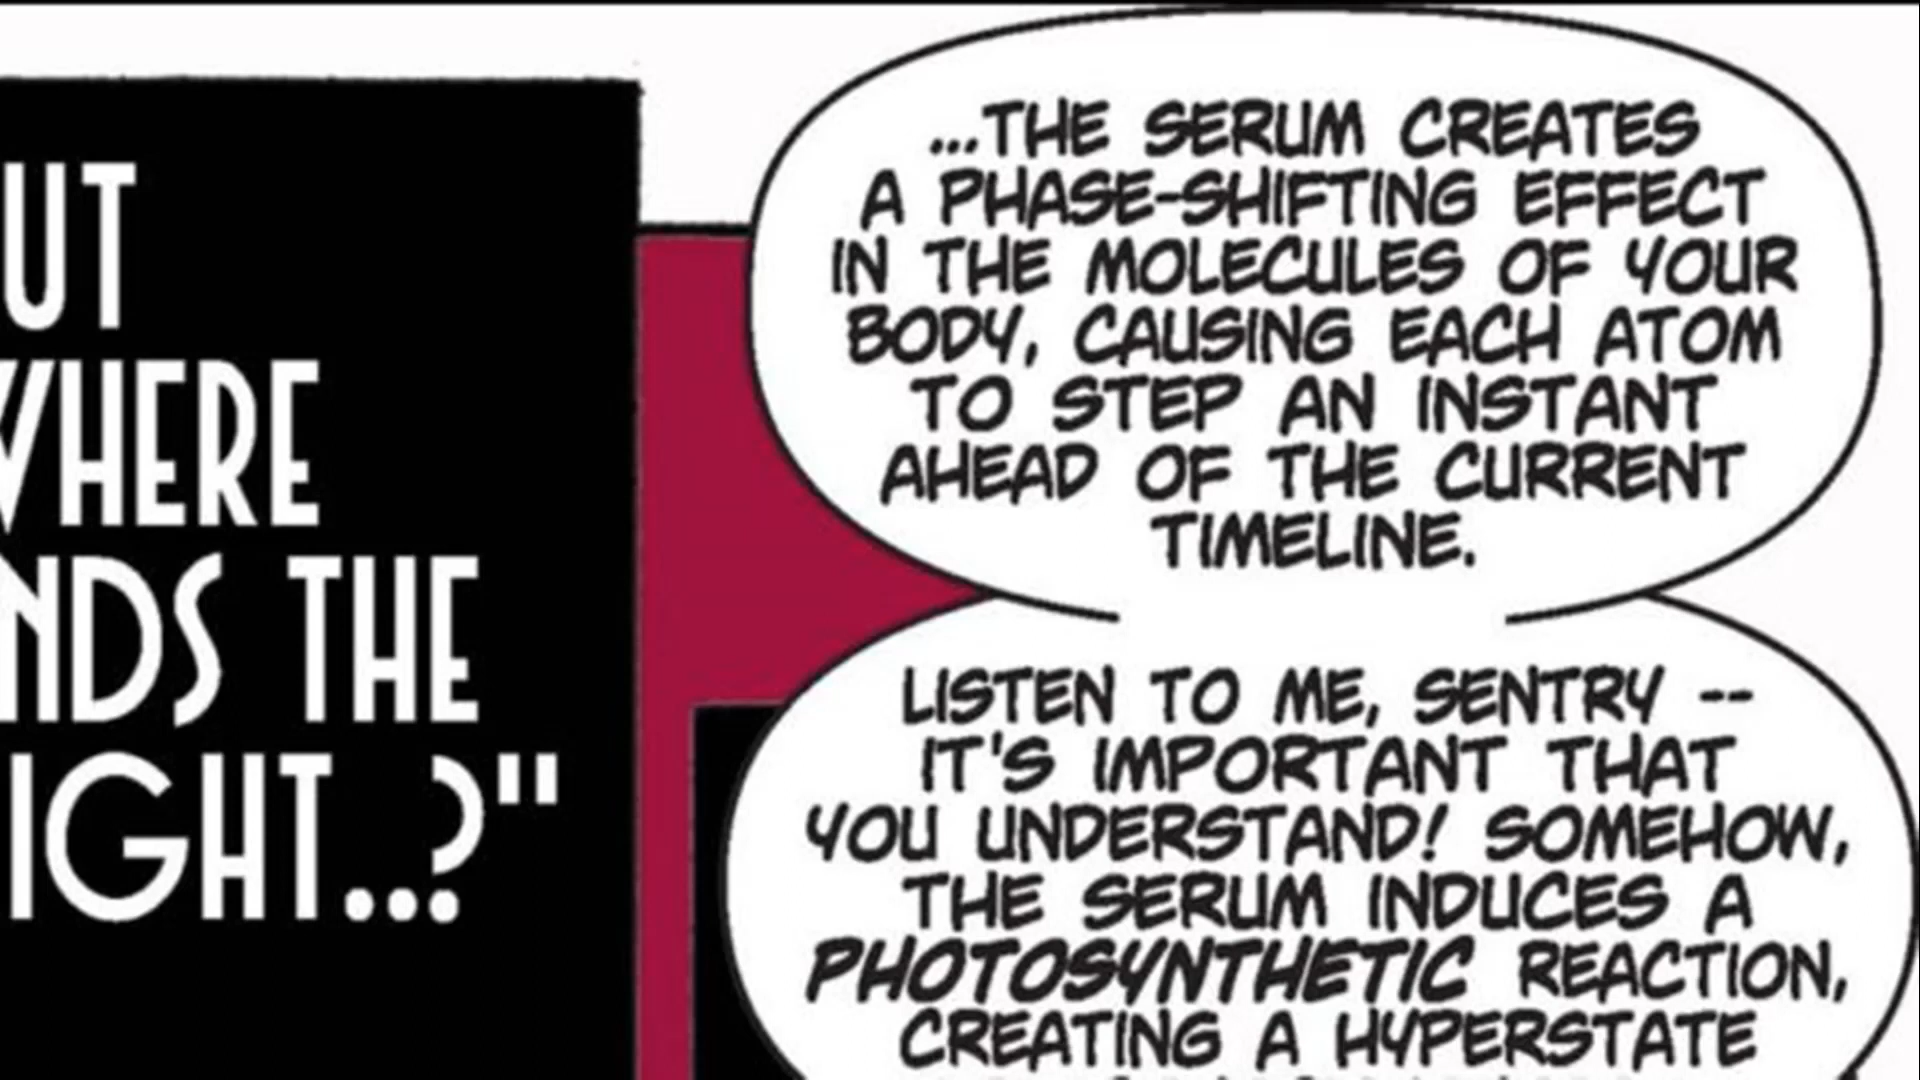 UT
WHERE
NDS THE
IGHT..?"
...THE SERUM CREATES
A PHASE-SHIFTING EFFECT
IN THE MOLECULES OF YOUR
BODY, CAUSING EACH ATOM
TO STEP AN INSTANT
AHEAD OF THE CURRENT
TIMELINE.
LISTEN TO ME, SENTRY --
IT'S IMPORTANT THAT
YOU UNDERSTAND! SOMEHOW,
THE SERUM INDUCES A
PHOTOSYNTHETIC REACTION,
CREATING A HYPERSTATE